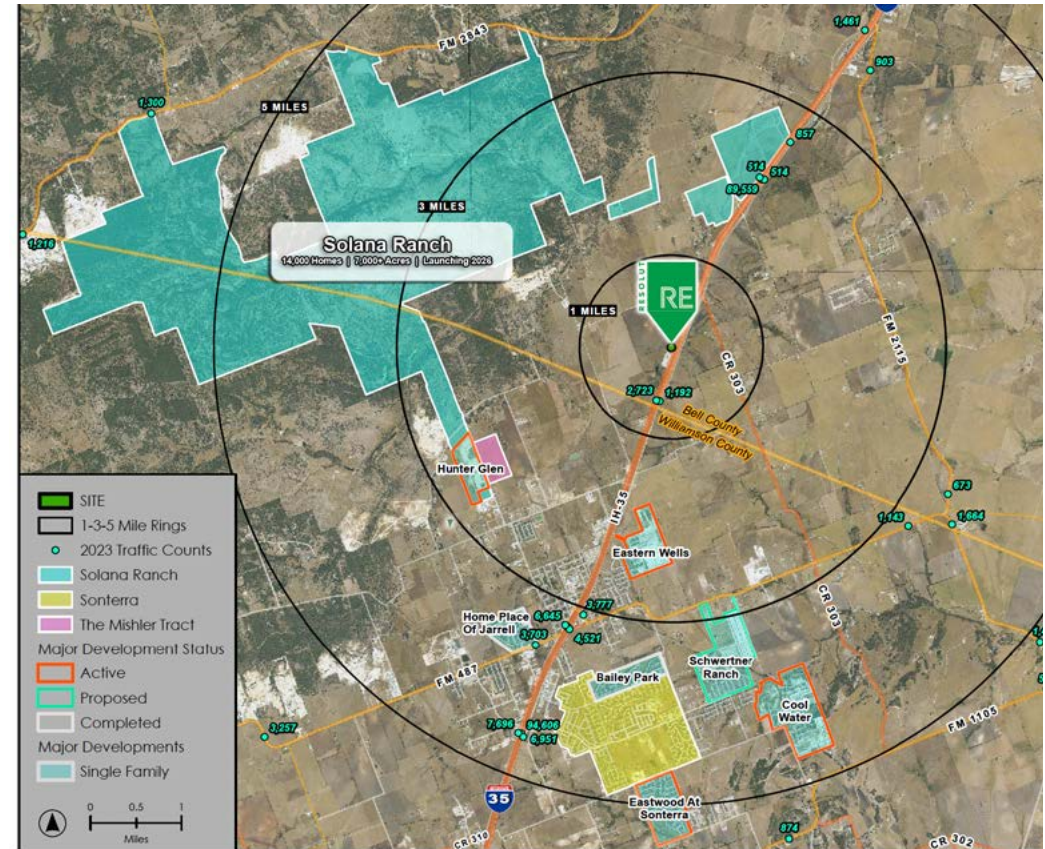 1,461
FM 2843
903
5 MILES
1,300
857
514
514
89,559
3 MILES
1,216
Solana Ranch
14,000 Homes | 7,000+ Acres | Launching 2026
RESOLUT
RE
1 MILES
FM 2115
CR 303
2,723
1,192
Bell County
Williamson County
Hunter Glen
673
1,143
1,664
IH-35
Eastern Wells
3,777
Home Place
Of Jarrell
6,645
4,521
3,703
CR 303
Schwertner
Ranch
FM 487
Bailey Park
Cool
Water
7,696
94,606
6,951
3,257
FM 1105
35
Eastwood At
Sonterra
CR 310
874
CR 302
SITE
1-3-5 Mile Rings
2023 Traffic Counts
Solana Ranch
Sonterra
The Mishler Tract
Major Development Status
Active
Proposed
Completed
Major Developments
Single Family
0 0.5 1
Miles